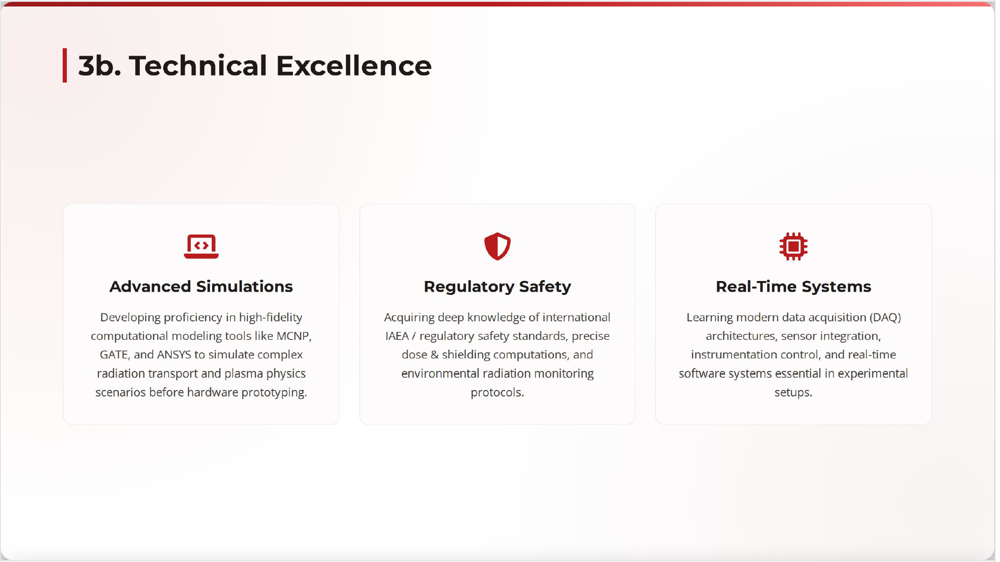 3b. Technical Excellence
Advanced Simulations
Developing proficiency in high-fidelity
computational modeling tools like MCNP,
GATE, and ANSYS to simulate complex
radiation transport and plasma physics
scenarios before hardware prototyping.
Regulatory Safety
Acquiring deep knowledge of international
IAEA / regulatory safety standards, precise
dose & shielding computations, and
environmental radiation monitoring
protocols.
Real-Time Systems
Learning modern data acquisition (DAQ)
architectures, sensor integration,
instrumentation control, and real-time
software systems essential in experimental
setups.